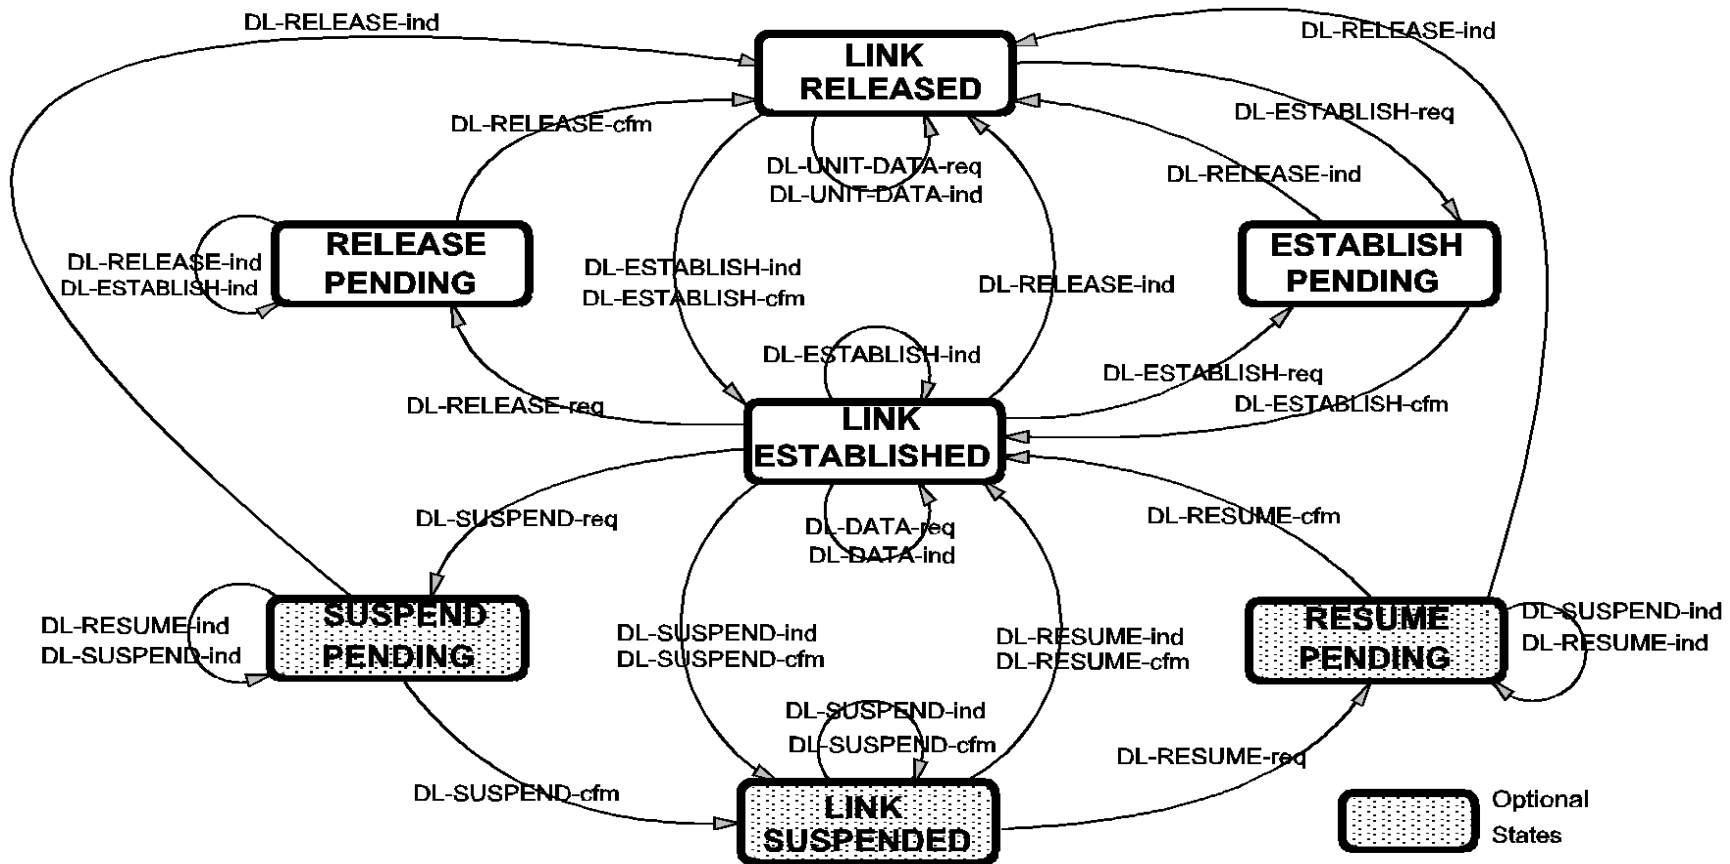 DL-RELEASE-ind
LINK
RELEASED
DL-RELEASE-ind
DL-RELEASE-cfm
DL-ESTABLISH-req
DL-UNIT-DATA-req
DL-UNIT-DATA-ind
DL-RELEASE-ind
RELEASE
PENDING
DL-RELEASE-ind
DL-ESTABLISH-ind
DL-ESTABLISH-ind
DL-ESTABLISH-cfm
DL-RELEASE-ind
ESTABLISH
PENDING
DL-ESTABLISH-ind
DL-ESTABLISH-req
DL-RELEASE-req
DL-ESTABLISH-cfm
LINK
ESTABLISHED
DL-SUSPEND-req
DL-DATA-req
DL-DATA-ind
DL-RESUME-cfm
DL-RESUME-ind
DL-SUSPEND-ind
SUSPEND
PENDING
DL-SUSPEND-ind
DL-SUSPEND-cfm
DL-RESUME-ind
DL-RESUME-cfm
RESUME
PENDING
DL-SUSPEND-ind
DL-RESUME-ind
DL-SUSPEND-ind
DL-SUSPEND-cfm
DL-RESUME-req
DL-SUSPEND-cfm
LINK
SUSPENDED
Optional
States